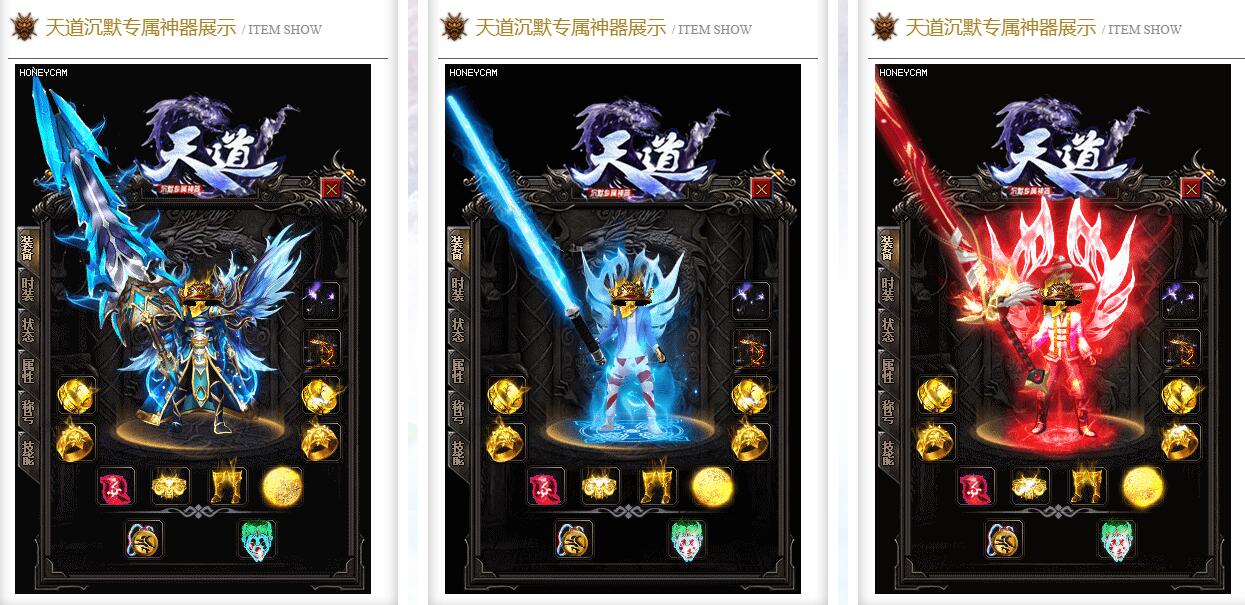 天道沉默专属神器展示 / ITEM SHOW
HONEYCAM
天道
沉默专属神器
装备
时装
状态
属性
称号
技能
天道沉默专属神器展示 / ITEM SHOW
HONEYCAM
天道
沉默专属神器
装备
时装
状态
属性
称号
技能
天道沉默专属神器展示 / ITEM SHOW
HONEYCAM
天道
沉默专属神器
装备
时装
状态
属性
称号
技能